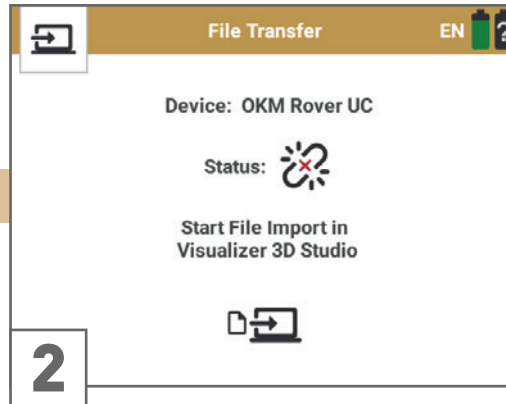 File Transfer
EN
?
Device: OKM Rover UC
Status:
Start File Import in
Visualizer 3D Studio
2